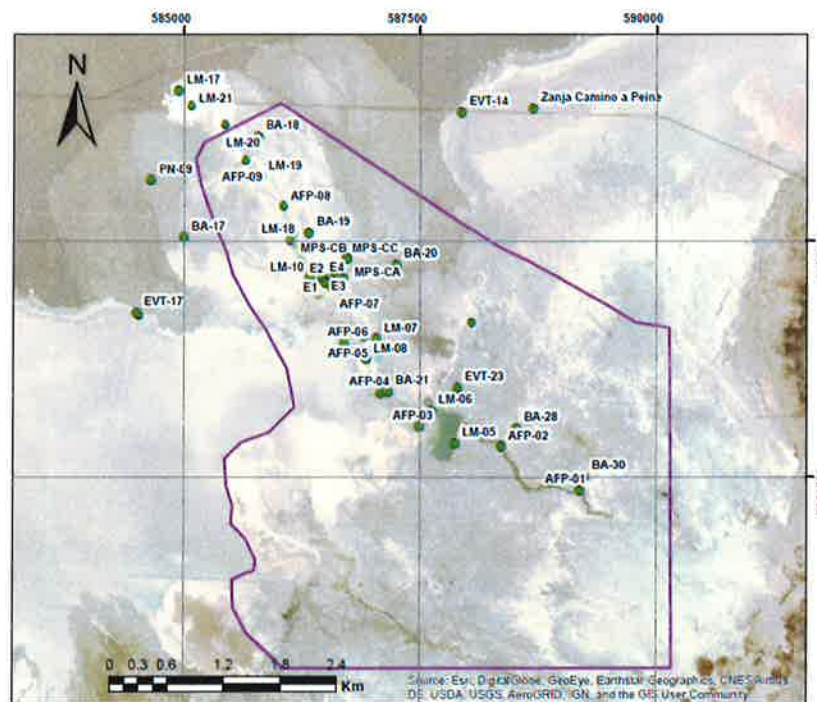 585000
587500
590000
N
LM-17
LM-21
EVT-14
Zanja Camino a Peine
BA-18
LM-20
LM-19
AFP-09
PN-09
AFP-08
BA-17
BA-19
LM-18
MPS-CB
MPS-CC
BA-20
LM-10
E2
E4
MPS-CA
E1
E3
AFP-07
EVT-17
AFP-06
LM-07
AFP-05
LM-08
AFP-04
BA-21
EVT-23
LM-06
AFP-03
BA-28
LM-05
AFP-02
BA-30
AFP-01
0 0.3 0.6 1.2 1.8 2.4
Km
Source: Esri, DigitalGlobe, GeoEye, Earthstar Geographics, CNES/Airbus
DS, USDA, USGS, AeroGRID, IGN, and the GIS User Community